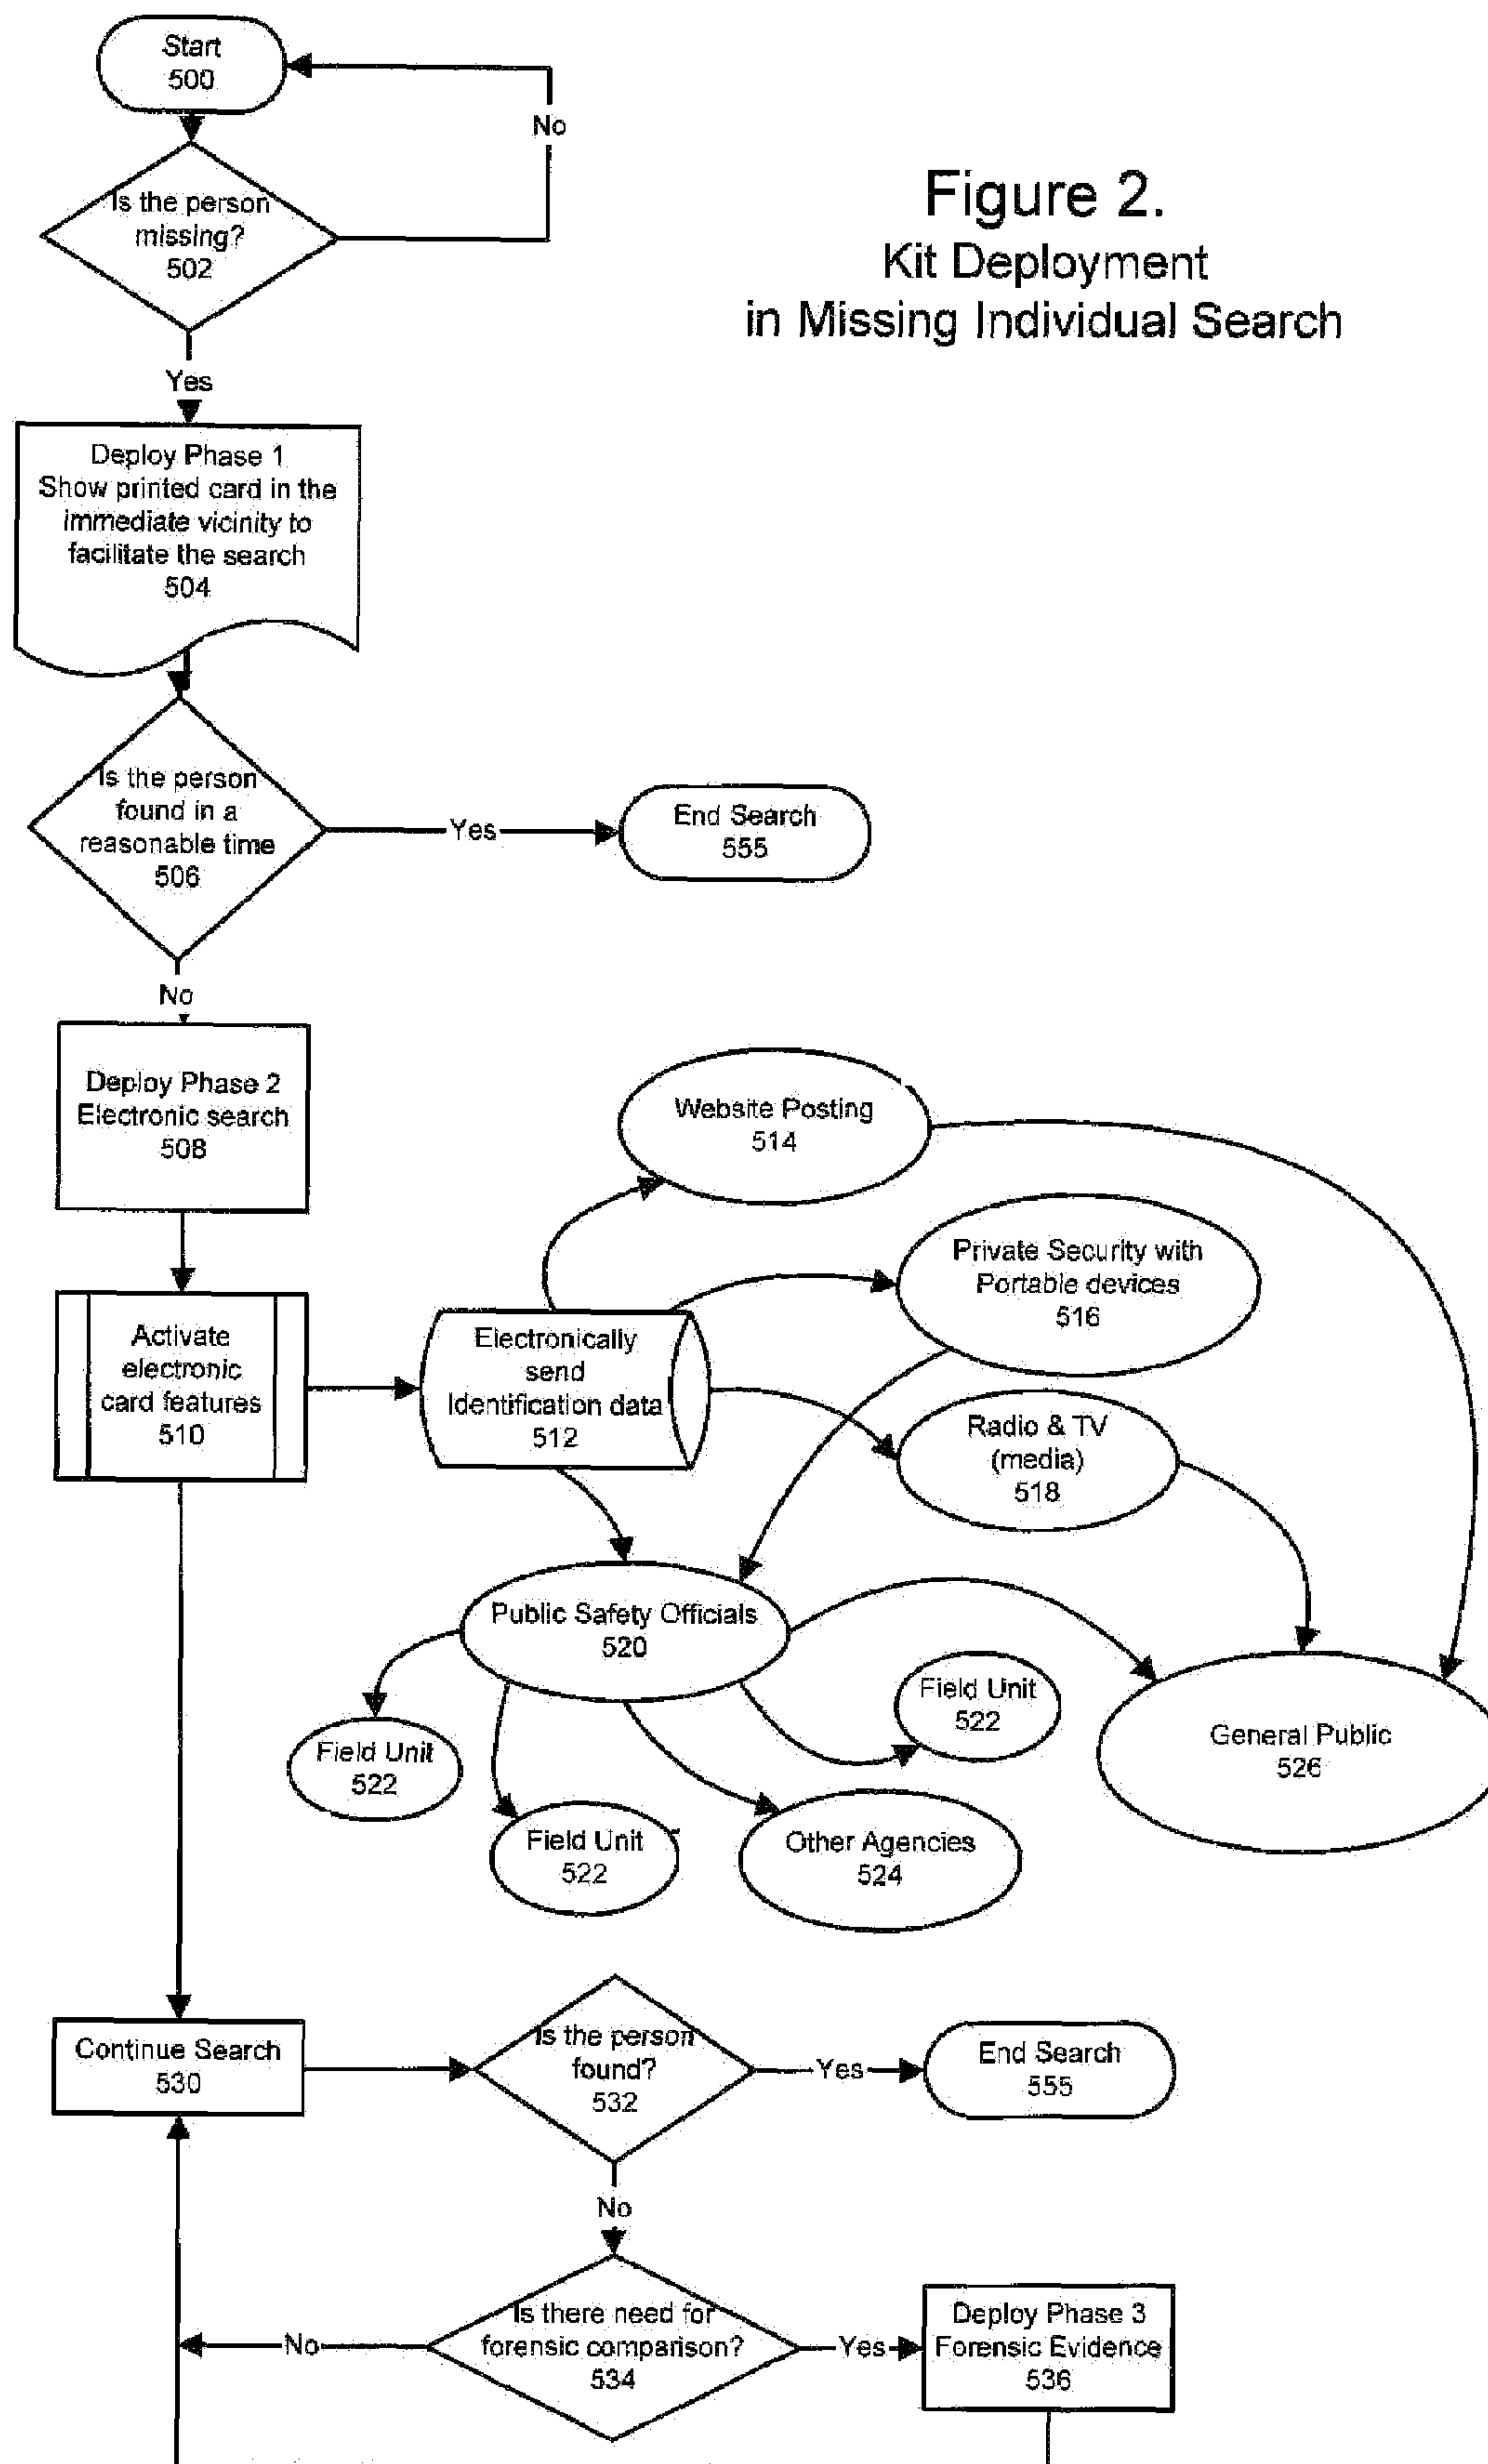 Start
500
No
Is the person
missing?
502
Figure 2.
Kit Deployment
in Missing Individual Search
Yes
Deploy Phase 1
Show printed card in the
immediate vicinity to
facilitate the search
504
Is the person
found in a
reasonable time
506
Yes
End Search
555
No
Deploy Phase 2
Electronic search
508
Website Posting
514
Private Security with
Portable devices
516
Activate
electronic
card features
510
Electronically
send
Identification data
512
Radio & TV
(media)
518
Public Safety Officials
520
Field Unit
522
General Public
526
Field Unit
522
Field Unit
522
Other Agencies
524
Continue Search
530
Is the person
found?
532
Yes
End Search
555
No
Is there need for
forensic comparison?
534
No
Yes
Deploy Phase 3
Forensic Evidence
536